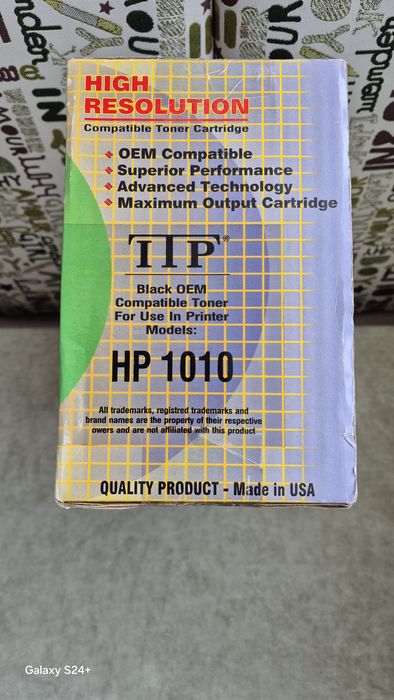 HIGH
RESOLUTION
Compatible Toner Cartridge
OEM Compatible
Superior Performance
Advanced Technology
Maximum Output Cartridge
ITP®
Black OEM
Compatible Toner
For Use In Printer
Models:
HP 1010
All trademarks, registred trademarks and
brand names are the property of their respective
owers and are not affiliated with this product
QUALITY PRODUCT - Made in USA
Galaxy S24+